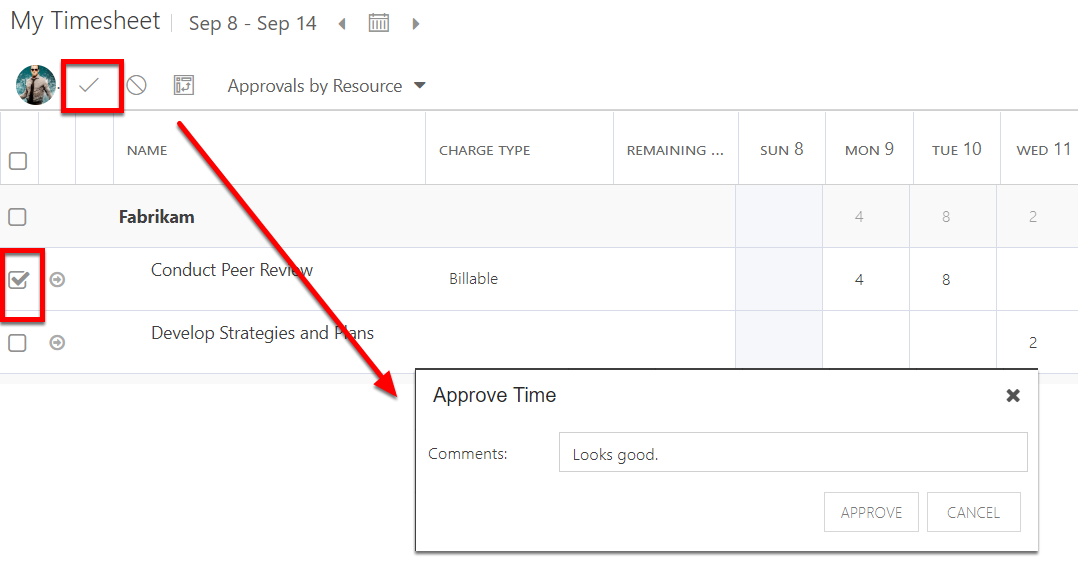 My Timesheet Sep 8 - Sep 14
Approvals by Resource
NAME CHARGE TYPE REMAINING ... SUN 8 MON 9 TUE 10 WED 11
Fabrikam 4 8 2
Conduct Peer Review Billable 4 8
Develop Strategies and Plans 2
Approve Time
Comments: Looks good.
APPROVE CANCEL